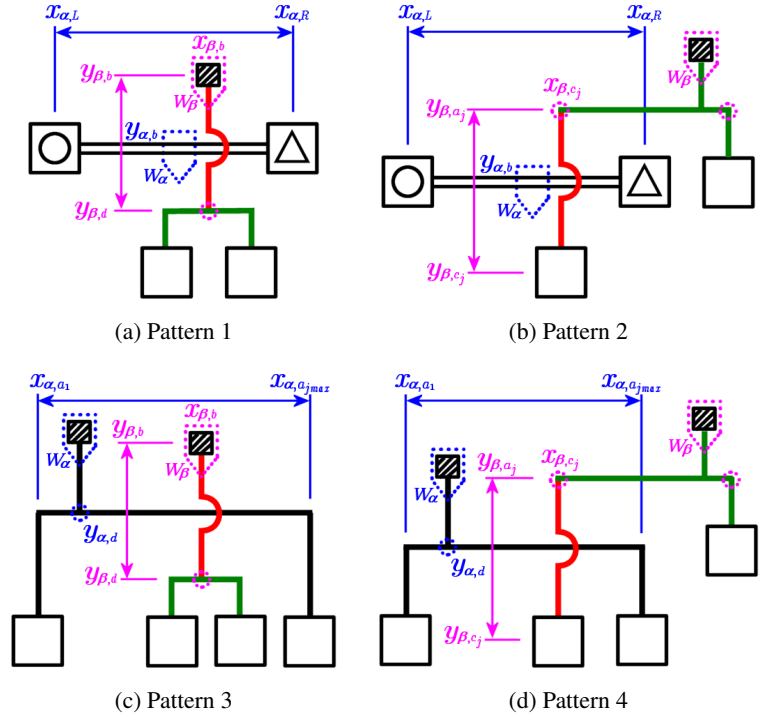 x_{α,L} x_{α,R}
x_{β,b}
y_{β,b}
W_β
y_{α,b}
W_α
y_{β,d}
(a) Pattern 1
x_{α,L} x_{α,R}
W_β
x_{β,c_j}
y_{β,a_j}
y_{α,b}
W_α
y_{β,c_j}
(b) Pattern 2
x_{α,a_1} x_{α,a_{jmax}}
x_{β,b}
y_{β,b}
W_α W_β
y_{α,d}
y_{β,d}
(c) Pattern 3
x_{α,a_1} x_{α,a_{jmax}}
W_β
y_{β,a_j} x_{β,c_j}
W_α
y_{α,d}
y_{β,c_j}
(d) Pattern 4